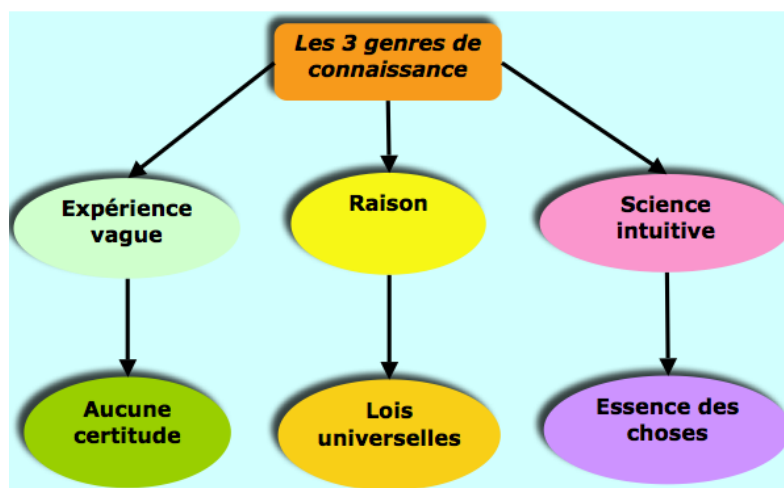 Les 3 genres de
connaissance
Expérience
vague
Raison
Science
intuitive
Aucune
certitude
Lois
universelles
Essence des
choses